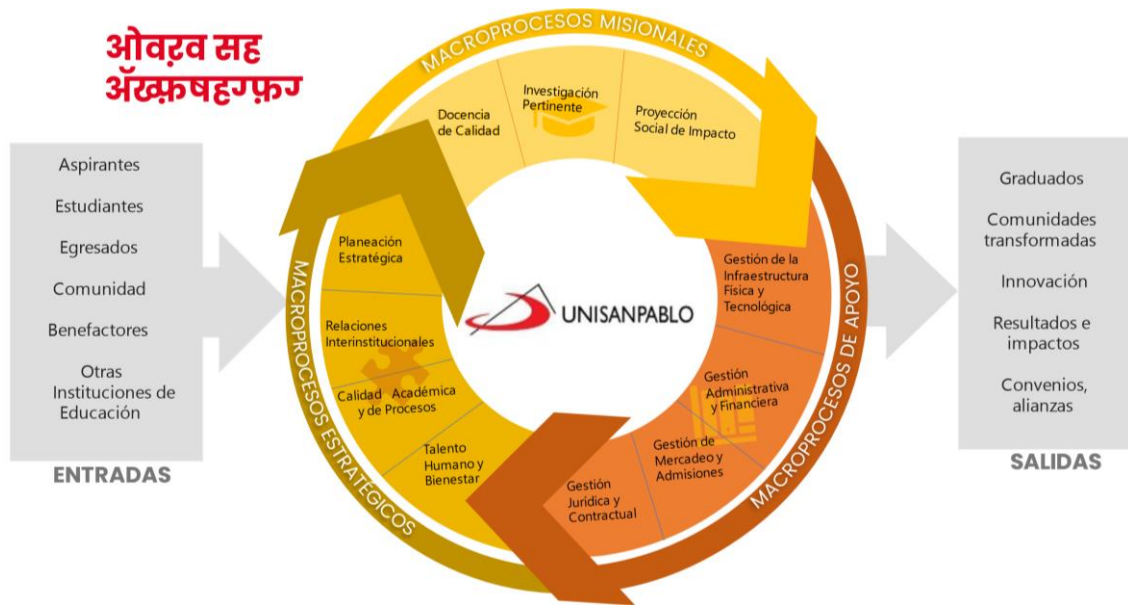 ओवरव सह
ॲख्फ़षहग्फ़ग
MACROPROCESOS MISIONALES
Docencia
de Calidad
Investigación
Pertinente
Proyección
Social de Impacto
Aspirantes
Estudiantes
Egresados
Comunidad
Benefactores
Otras
Instituciones de
Educación
ENTRADAS
MACROPROCESOS ESTRATÉGICOS
Planeación
Estratégica
Relaciones
Interinstitucionales
Calidad Académica
y de Procesos
Talento
Humano y
Bienestar
UNISANPABLO
MACROPROCESOS DE APOYO
Gestión de la
Infraestructura
Física y
Tecnológica
Gestión
Administrativa
y Financiera
Gestión de
Mercadeo y
Admisiones
Gestión
Jurídica y
Contractual
Graduados
Comunidades
transformadas
Innovación
Resultados e
impactos
Convenios,
alianzas
SALIDAS